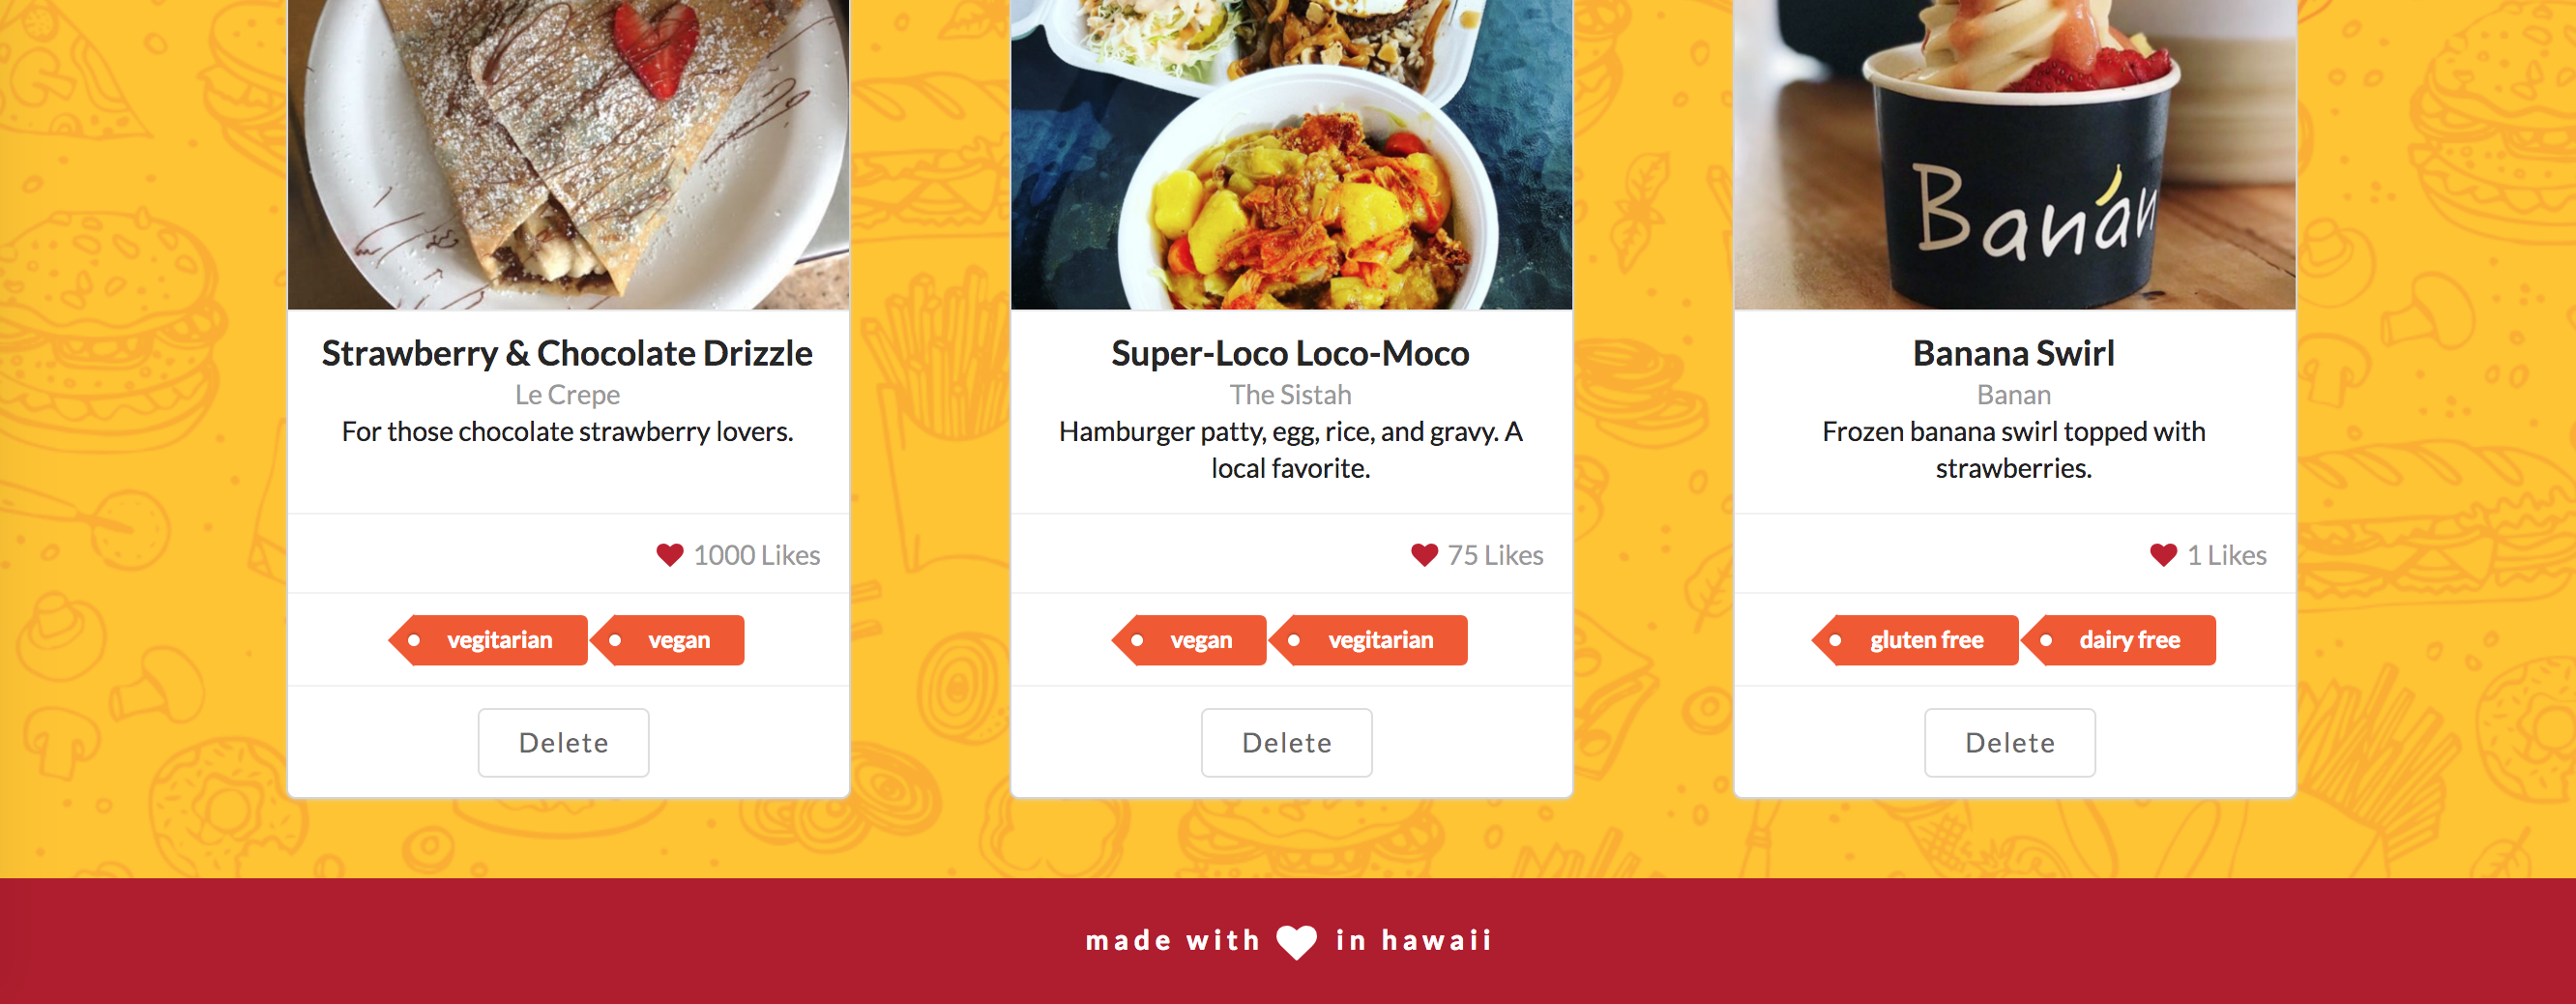 Banan
Strawberry & Chocolate Drizzle
Le Crepe
For those chocolate strawberry lovers.
1000 Likes
vegitarian
vegan
Delete
Super-Loco Loco-Moco
The Sistah
Hamburger patty, egg, rice, and gravy. A
local favorite.
75 Likes
vegan
vegitarian
Delete
Banana Swirl
Banan
Frozen banana swirl topped with
strawberries.
1 Likes
gluten free
dairy free
Delete
made with in hawaii